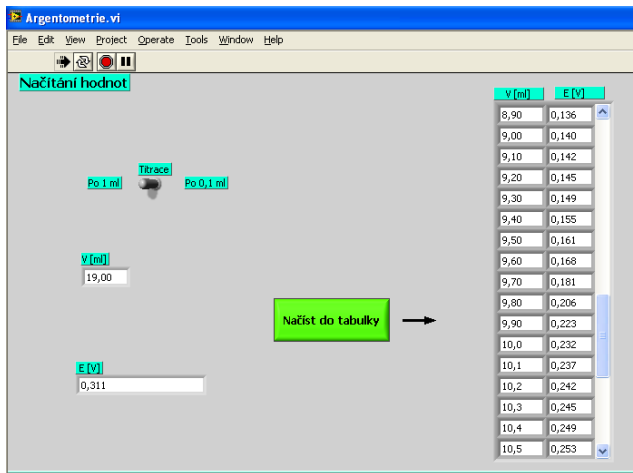 Argentometrie.vi
File Edit View Project Operate Tools Window Help
Načítání hodnot
V [ml] E [V]
8,90 0,136
9,00 0,140
9,10 0,142
9,20 0,145
9,30 0,149
9,40 0,155
9,50 0,161
9,60 0,168
9,70 0,181
9,80 0,206
9,90 0,223
10,0 0,232
10,1 0,237
10,2 0,242
10,3 0,245
10,4 0,249
10,5 0,253
Titrace
Po 1 ml Po 0,1 ml
V [ml]
19,00
Načíst do tabulky
E [V]
0,311